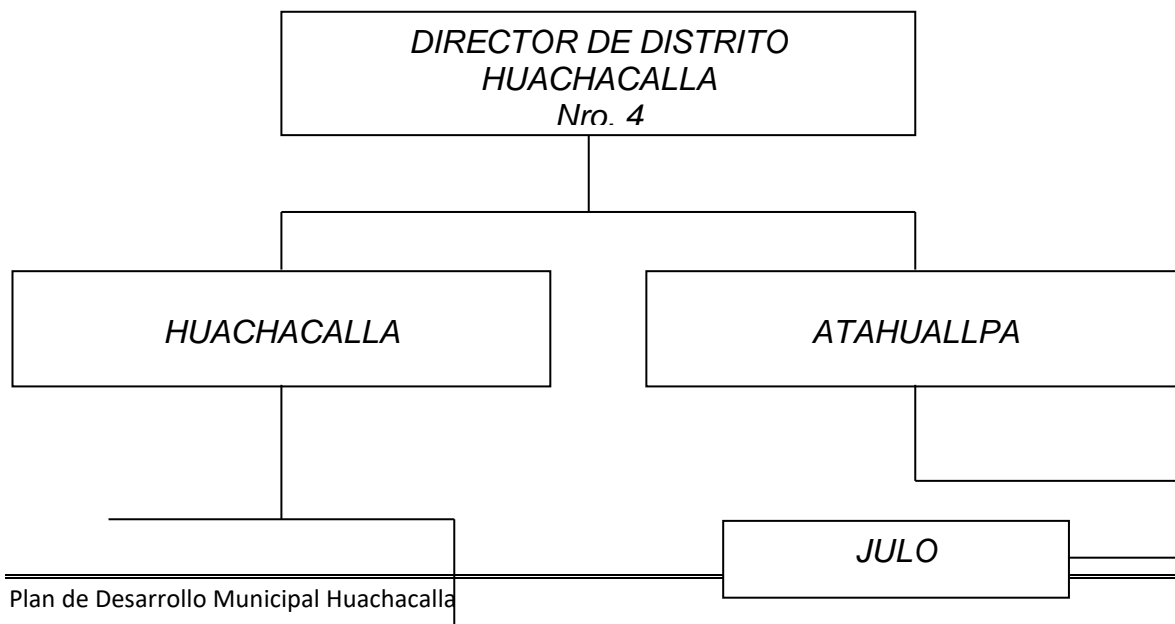 DIRECTOR DE DISTRITO
HUACHACALLA
Nro. 4
HUACHACALLA
ATAHUALLPA
JULO
Plan de Desarrollo Municipal Huachacalla